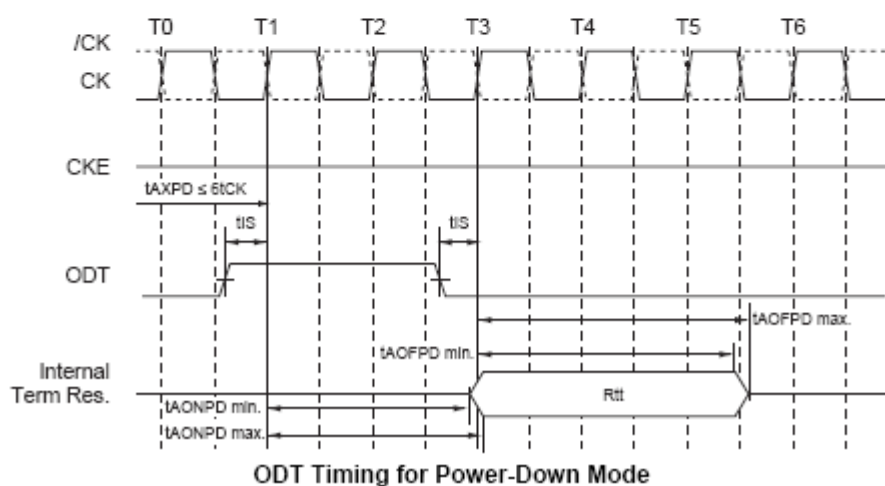 T0 T1 T2 T3 T4 T5 T6
/CK
CK
CKE
tAXPD ≤ 6tCK
tIS tIS
ODT
tAOFPD max.
tAOFPD min.
Internal
Term Res.
Rtt
tAONPD min.
tAONPD max.
ODT Timing for Power-Down Mode